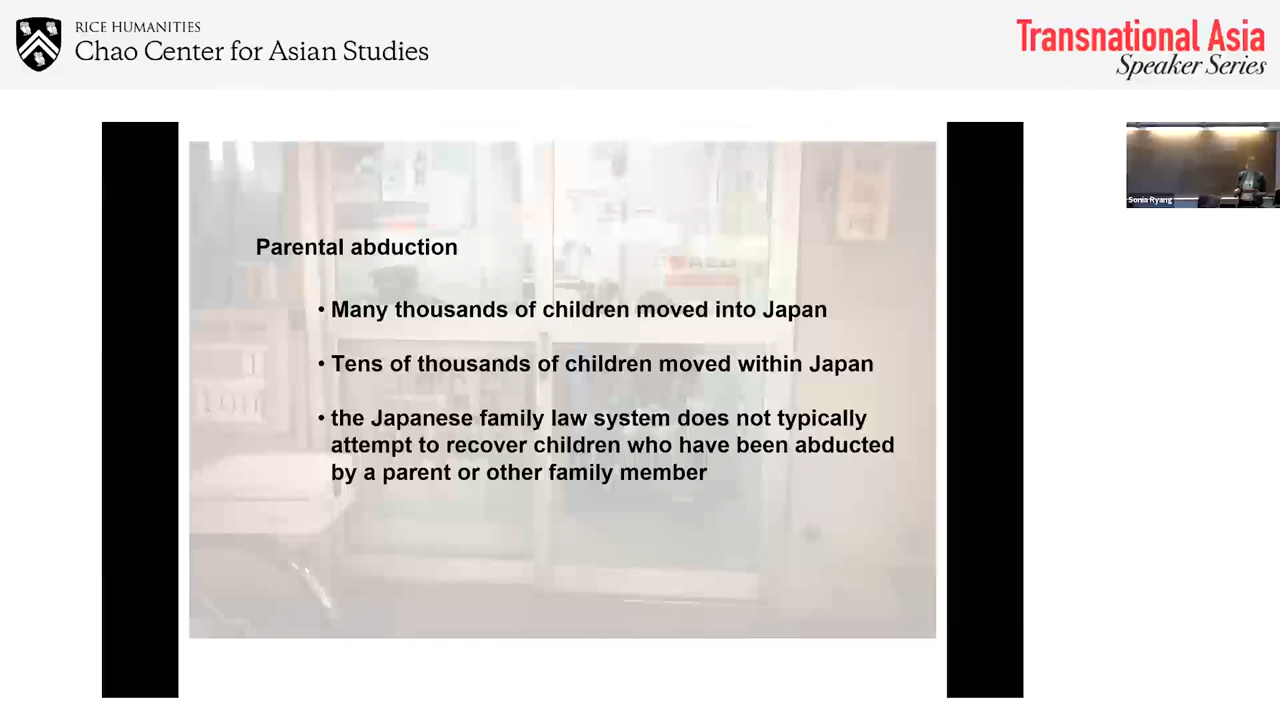 RICE HUMANITIES
Chao Center for Asian Studies
Transnational Asia
Speaker Series
Sonia Ryang
Parental abduction
• Many thousands of children moved into Japan
• Tens of thousands of children moved within Japan
• the Japanese family law system does not typically
attempt to recover children who have been abducted
by a parent or other family member